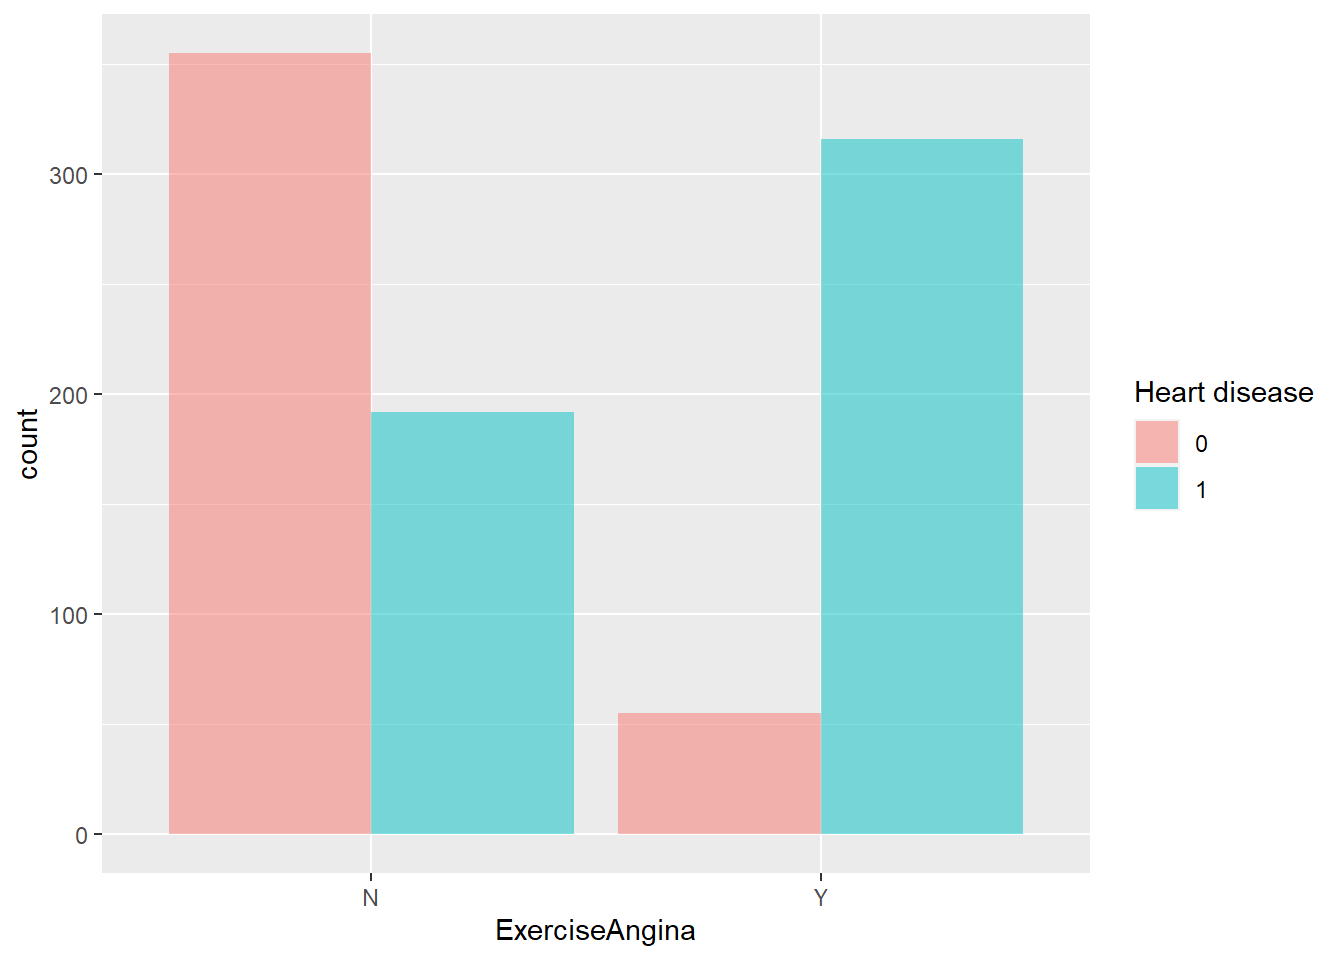 300
200
100
0
count
N
Y
ExerciseAngina
Heart disease
0
1